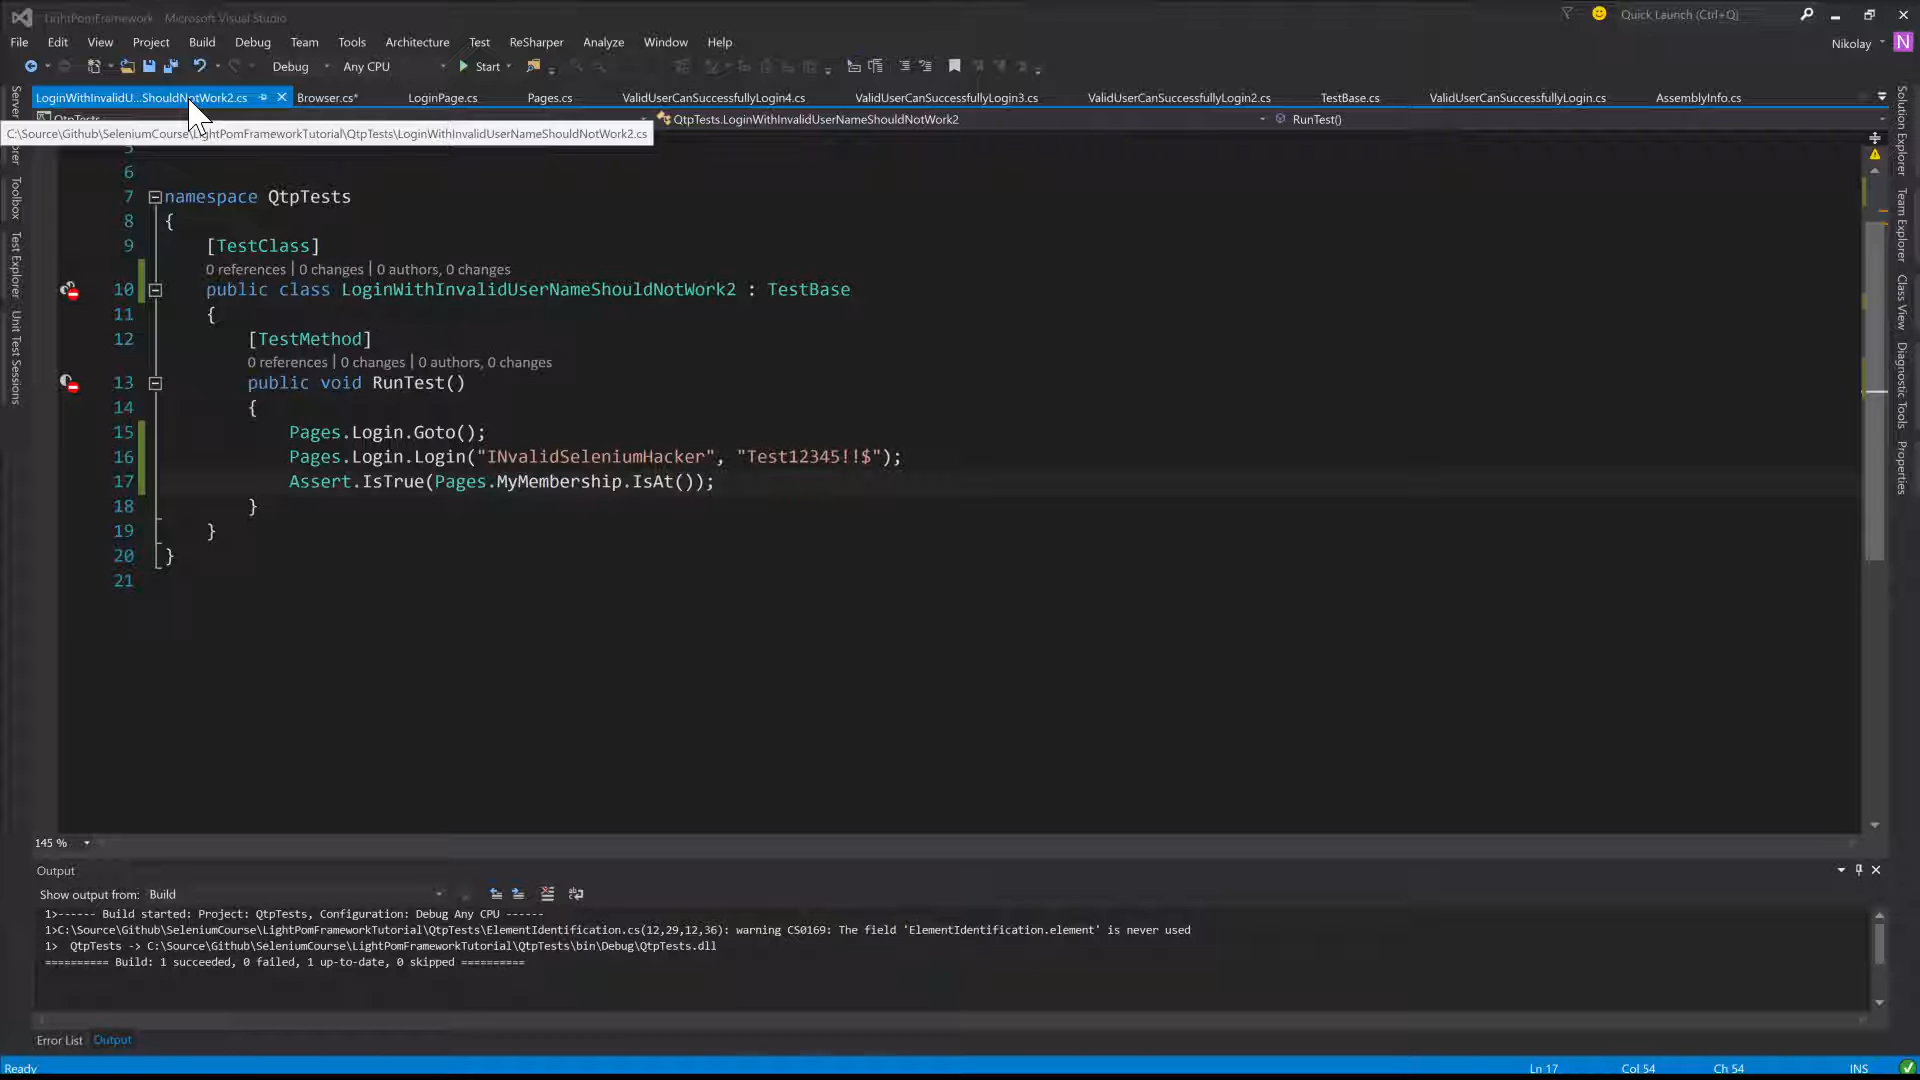 LightPomFramework - Microsoft Visual Studio
Quick Launch (Ctrl+Q)
File Edit View Project Build Debug Team Tools Architecture Test ReSharper Analyze Window Help
Nikolay N
Debug Any CPU Start
LoginWithInvalidU...ShouldNotWork2.cs Browser.cs* LoginPage.cs Pages.cs ValidUserCanSuccessfullyLogin4.cs ValidUserCanSuccessfullyLogin3.cs ValidUserCanSuccessfullyLogin2.cs TestBase.cs ValidUserCanSuccessfullyLogin.cs AssemblyInfo.cs
QtpTests QtpTests.LoginWithInvalidUserNameShouldNotWork2 RunTest()
C:\Source\Github\SeleniumCourse\LightPomFrameworkTutorial\QtpTests\LoginWithInvalidUserNameShouldNotWork2.cs
5
6
7 namespace QtpTests
8 {
9 [TestClass]
0 references | 0 changes | 0 authors, 0 changes
10 public class LoginWithInvalidUserNameShouldNotWork2 : TestBase
11 {
12 [TestMethod]
0 references | 0 changes | 0 authors, 0 changes
13 public void RunTest()
14 {
15 Pages.Login.Goto();
16 Pages.Login.Login("INvalidSeleniumHacker", "Test12345!!$");
17 Assert.IsTrue(Pages.MyMembership.IsAt());
18 }
19 }
20 }
21
145 %
Output
Show output from: Build
1>------ Build started: Project: QtpTests, Configuration: Debug Any CPU ------
1>C:\Source\Github\SeleniumCourse\LightPomFrameworkTutorial\QtpTests\ElementIdentification.cs(12,29,12,36): warning CS0169: The field 'ElementIdentification.element' is never used
1> QtpTests -> C:\Source\Github\SeleniumCourse\LightPomFrameworkTutorial\QtpTests\bin\Debug\QtpTests.dll
========== Build: 1 succeeded, 0 failed, 1 up-to-date, 0 skipped ==========
Error List Output
Ready Ln 17 Col 54 Ch 54 INS
Toolbox
Test Explorer
Unit Test Sessions
Solution Explorer
Team Explorer
Class View
Diagnostic Tools
Properties